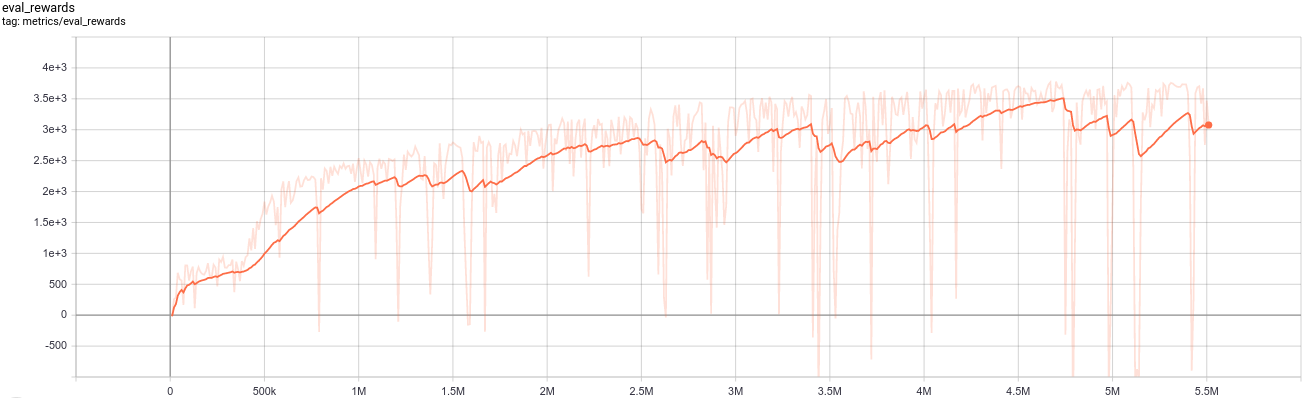 eval_rewards
tag: metrics/eval_rewards
4e+3
3.5e+3
3e+3
2.5e+3
2e+3
1.5e+3
1e+3
500
0
-500
0 500k 1M 1.5M 2M 2.5M 3M 3.5M 4M 4.5M 5M 5.5M